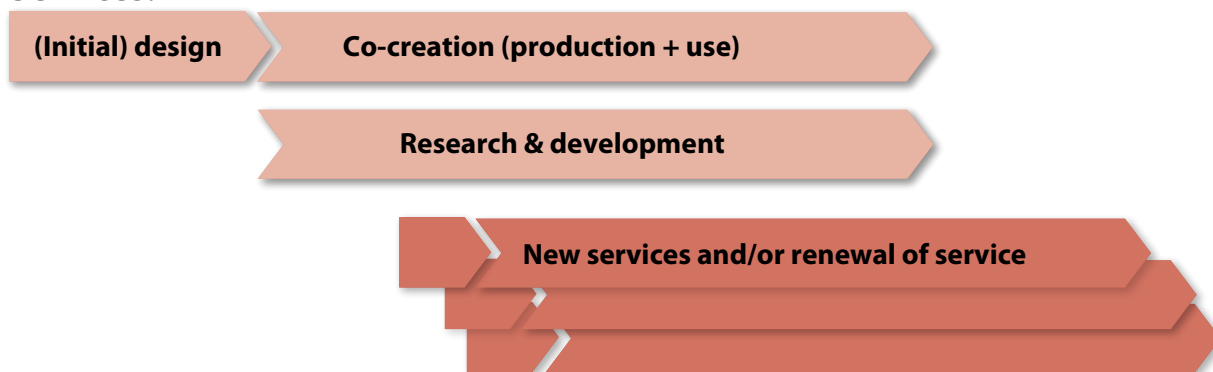 (Initial) design
Co-creation (production + use)
Research & development
New services and/or renewal of service